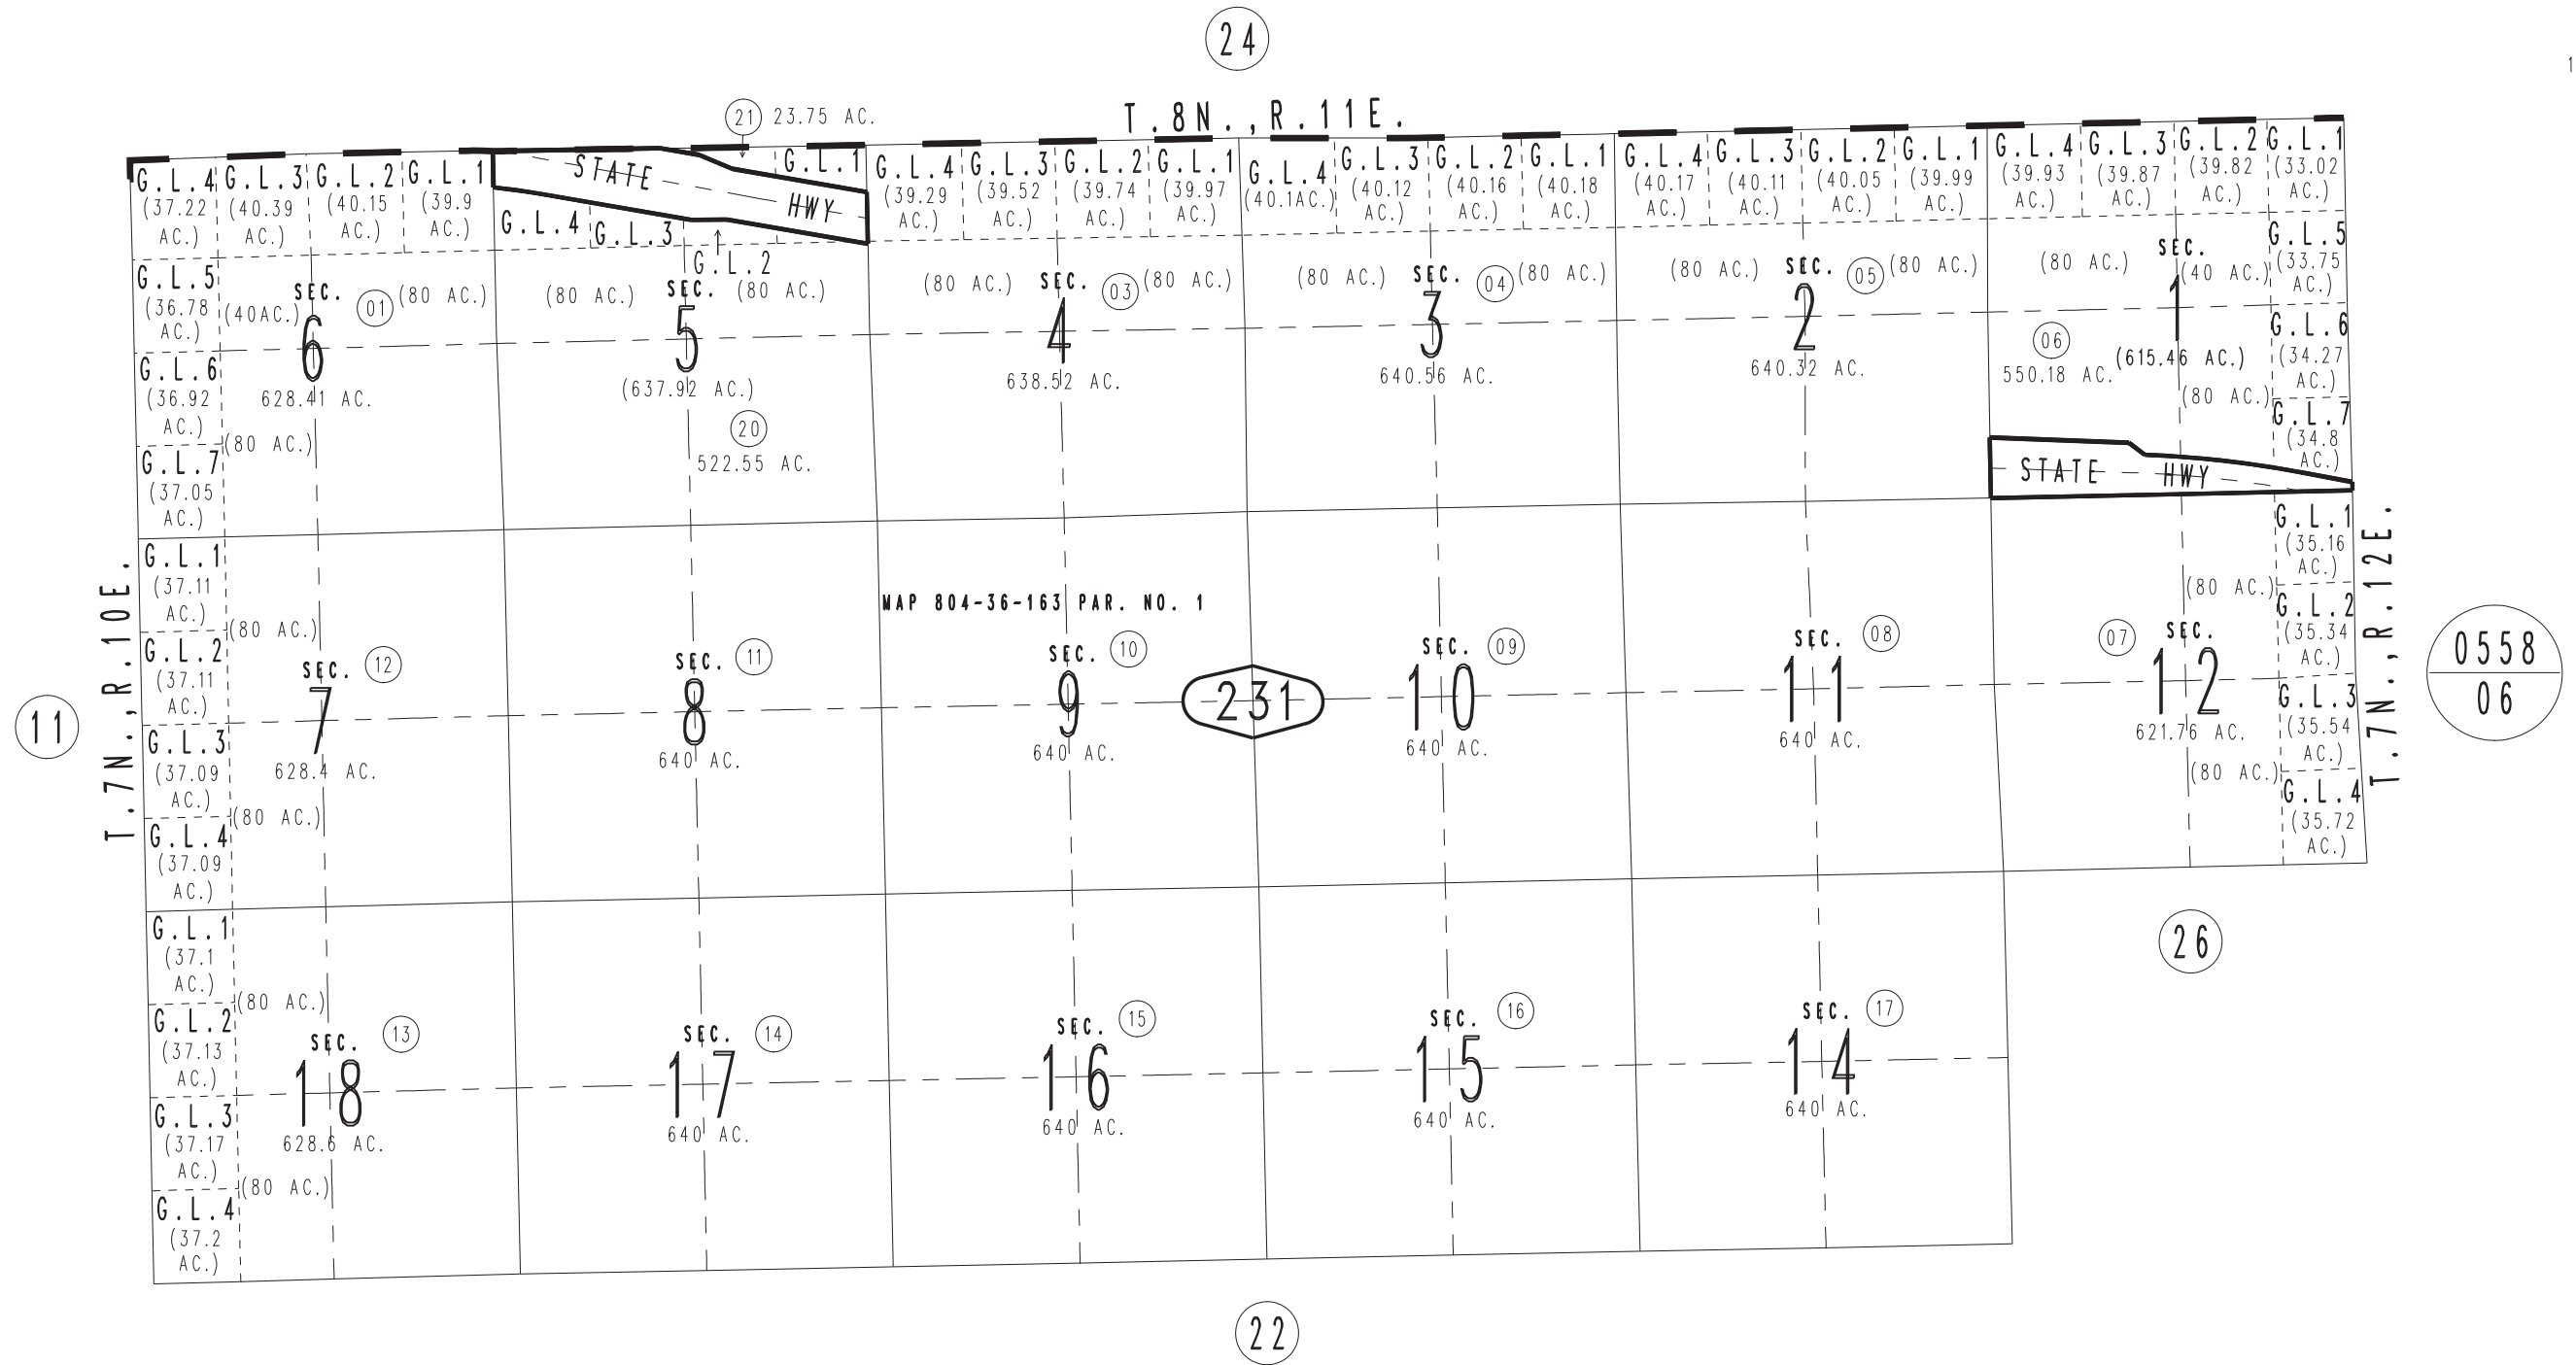 24
1
T.8N.,R.11E.
21 23.75 AC.
G.L.4
(37.22
AC.)
G.L.3
(40.39
AC.)
G.L.2
(40.15
AC.)
G.L.1
(39.9
AC.)
STATE HWY
G.L.1
G.L.4
G.L.3
G.L.2
G.L.4
(39.29
AC.)
G.L.3
(39.52
AC.)
G.L.2
(39.74
AC.)
G.L.1
(39.97
AC.)
G.L.4
(40.1AC.)
G.L.3
(40.12
AC.)
G.L.2
(40.16
AC.)
G.L.1
(40.18
AC.)
G.L.4
(40.17
AC.)
G.L.3
(40.11
AC.)
G.L.2
(40.05
AC.)
G.L.1
(39.99
AC.)
G.L.4
(39.93
AC.)
G.L.3
(39.87
AC.)
G.L.2
(39.82
AC.)
G.L.1
(33.02
AC.)
G.L.5
(36.78
AC.)
G.L.6
(36.92
AC.)
G.L.7
(37.05
AC.)
(40AC.)
SEC.
6
01
(80 AC.)
628.41 AC.
(80 AC.)
(80 AC.)
SEC.
5
(80 AC.)
(637.92 AC.)
20
522.55 AC.
(80 AC.)
SEC.
4
03
(80 AC.)
638.52 AC.
(80 AC.)
SEC.
3
04
(80 AC.)
640.56 AC.
(80 AC.)
SEC.
2
05
(80 AC.)
640.32 AC.
(80 AC.)
SEC.
1
(40 AC.)
06
550.18 AC.
(615.46 AC.)
(80 AC.)
G.L.5
(33.75
AC.)
G.L.6
(34.27
AC.)
G.L.7
(34.8
AC.)
STATE HWY
T.7N.,R.10E.
11
G.L.1
(37.11
AC.)
G.L.2
(37.11
AC.)
G.L.3
(37.09
AC.)
G.L.4
(37.09
AC.)
(80 AC.)
SEC.
7
12
628.4 AC.
(80 AC.)
SEC.
8
11
640 AC.
MAP 804-36-163 PAR. NO. 1
SEC.
9
10
640 AC.
231
SEC.
10
09
640 AC.
SEC.
11
08
640 AC.
(80 AC.)
07
SEC.
12
621.76 AC.
(80 AC.)
G.L.1
(35.16
AC.)
G.L.2
(35.34
AC.)
G.L.3
(35.54
AC.)
G.L.4
(35.72
AC.)
T.7N.,R.12E.
0558
06
G.L.1
(37.1
AC.)
G.L.2
(37.13
AC.)
G.L.3
(37.17
AC.)
G.L.4
(37.2
AC.)
(80 AC.)
SEC.
18
13
628.6 AC.
(80 AC.)
SEC.
17
14
640 AC.
SEC.
16
15
640 AC.
SEC.
15
16
640 AC.
SEC.
14
17
640 AC.
26
22